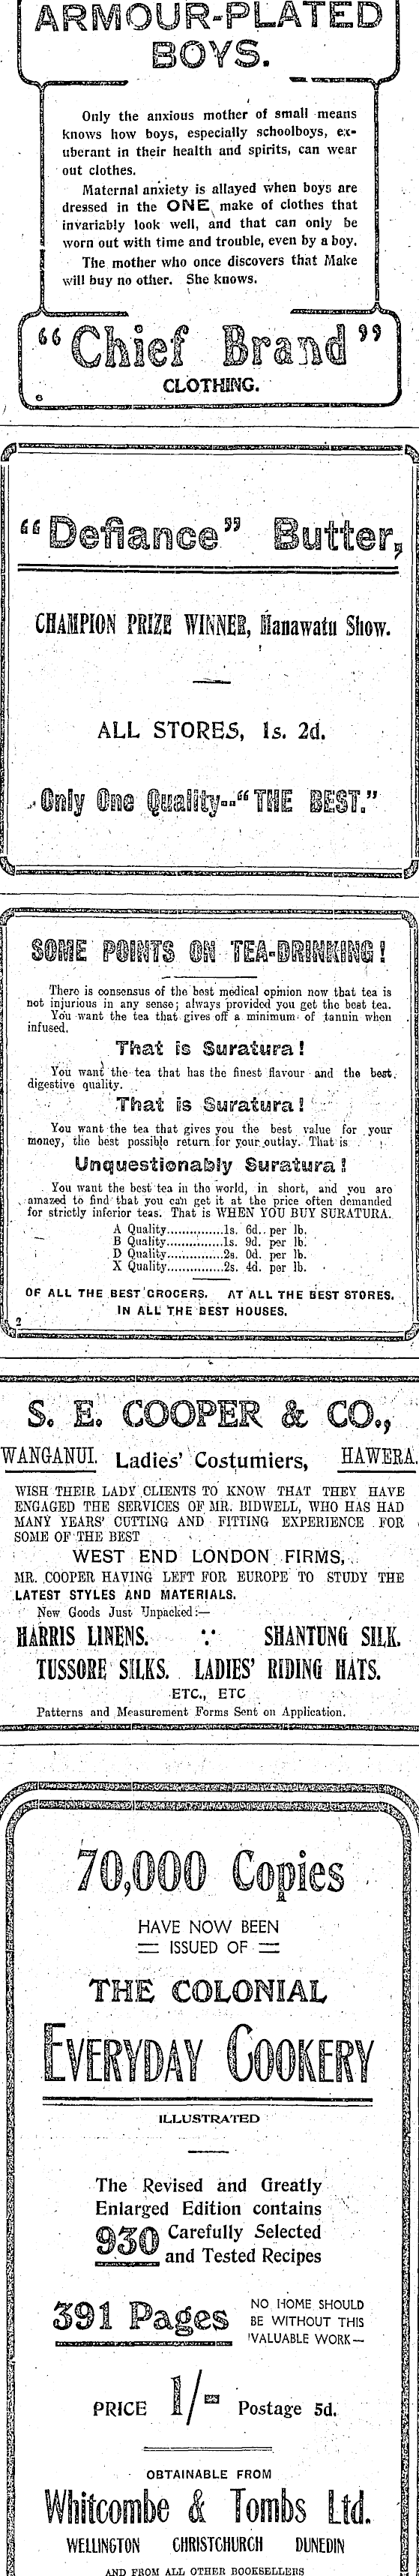 ARMOUR-PLATED
BOYS.
Only the anxious mother of small means
knows how boys, especially schoolboys, ex-
uberant in their health and spirits, can wear
out clothes.
Maternal anxiety is allayed when boys are
dressed in the ONE make of clothes that
invariably look well, and that can only be
worn out with time and trouble, even by a boy.
The mother who once discovers that Make
will buy no other. She knows.
"Chief Brand"
CLOTHING.
6
"Defiance" Butter,
CHAMPION PRIZE WINNER, Manawatu Show.
ALL STORES, 1s. 2d.
Only One Quality--"THE BEST."
SOME POINTS ON TEA-DRINKING!
There is consensus of the best medical opinion now that tea is
not injurious in any sense; always provided you get the best tea.
You want the tea that gives off a minimum of tannin when
infused.
That is Suratura!
You want the tea that has the finest flavour and the best
digestive quality.
That is Suratura!
You want the tea that gives you the best value for your
money, the best possible return for your outlay. That is
Unquestionably Suratura!
You want the best tea in the world, in short, and you are
amazed to find that you can get it at the price often demanded
for strictly inferior teas. That is WHEN YOU BUY SURATURA.
A Quality..............1s. 6d. per lb.
B Quality..............1s. 9d. per lb.
D Quality..............2s. 0d. per lb.
X Quality..............2s. 4d. per lb.
OF ALL THE BEST GROCERS. AT ALL THE BEST STORES.
IN ALL THE BEST HOUSES.
2
S. E. COOPER & CO.,
WANGANUI. Ladies' Costumiers, HAWERA.
WISH THEIR LADY CLIENTS TO KNOW THAT THEY HAVE
ENGAGED THE SERVICES OF MR. BIDWELL, WHO HAS HAD
MANY YEARS' CUTTING AND FITTING EXPERIENCE FOR
SOME OF THE BEST
WEST END LONDON FIRMS,
MR. COOPER HAVING LEFT FOR EUROPE TO STUDY THE
LATEST STYLES AND MATERIALS.
New Goods Just Unpacked:—
HARRIS LINENS. SHANTUNG SILK.
TUSSORE SILKS. LADIES' RIDING HATS.
ETC., ETC
Patterns and Measurement Forms Sent on Application.
70,000 Copies
HAVE NOW BEEN
ISSUED OF
THE COLONIAL
EVERYDAY COOKERY
ILLUSTRATED
The Revised and Greatly
Enlarged Edition contains
930 Carefully Selected
and Tested Recipes
391 Pages
NO HOME SHOULD
BE WITHOUT THIS
VALUABLE WORK—
PRICE 1/- Postage 5d.
OBTAINABLE FROM
Whitcombe & Tombs Ltd.
WELLINGTON CHRISTCHURCH DUNEDIN
AND FROM ALL OTHER BOOKSELLERS